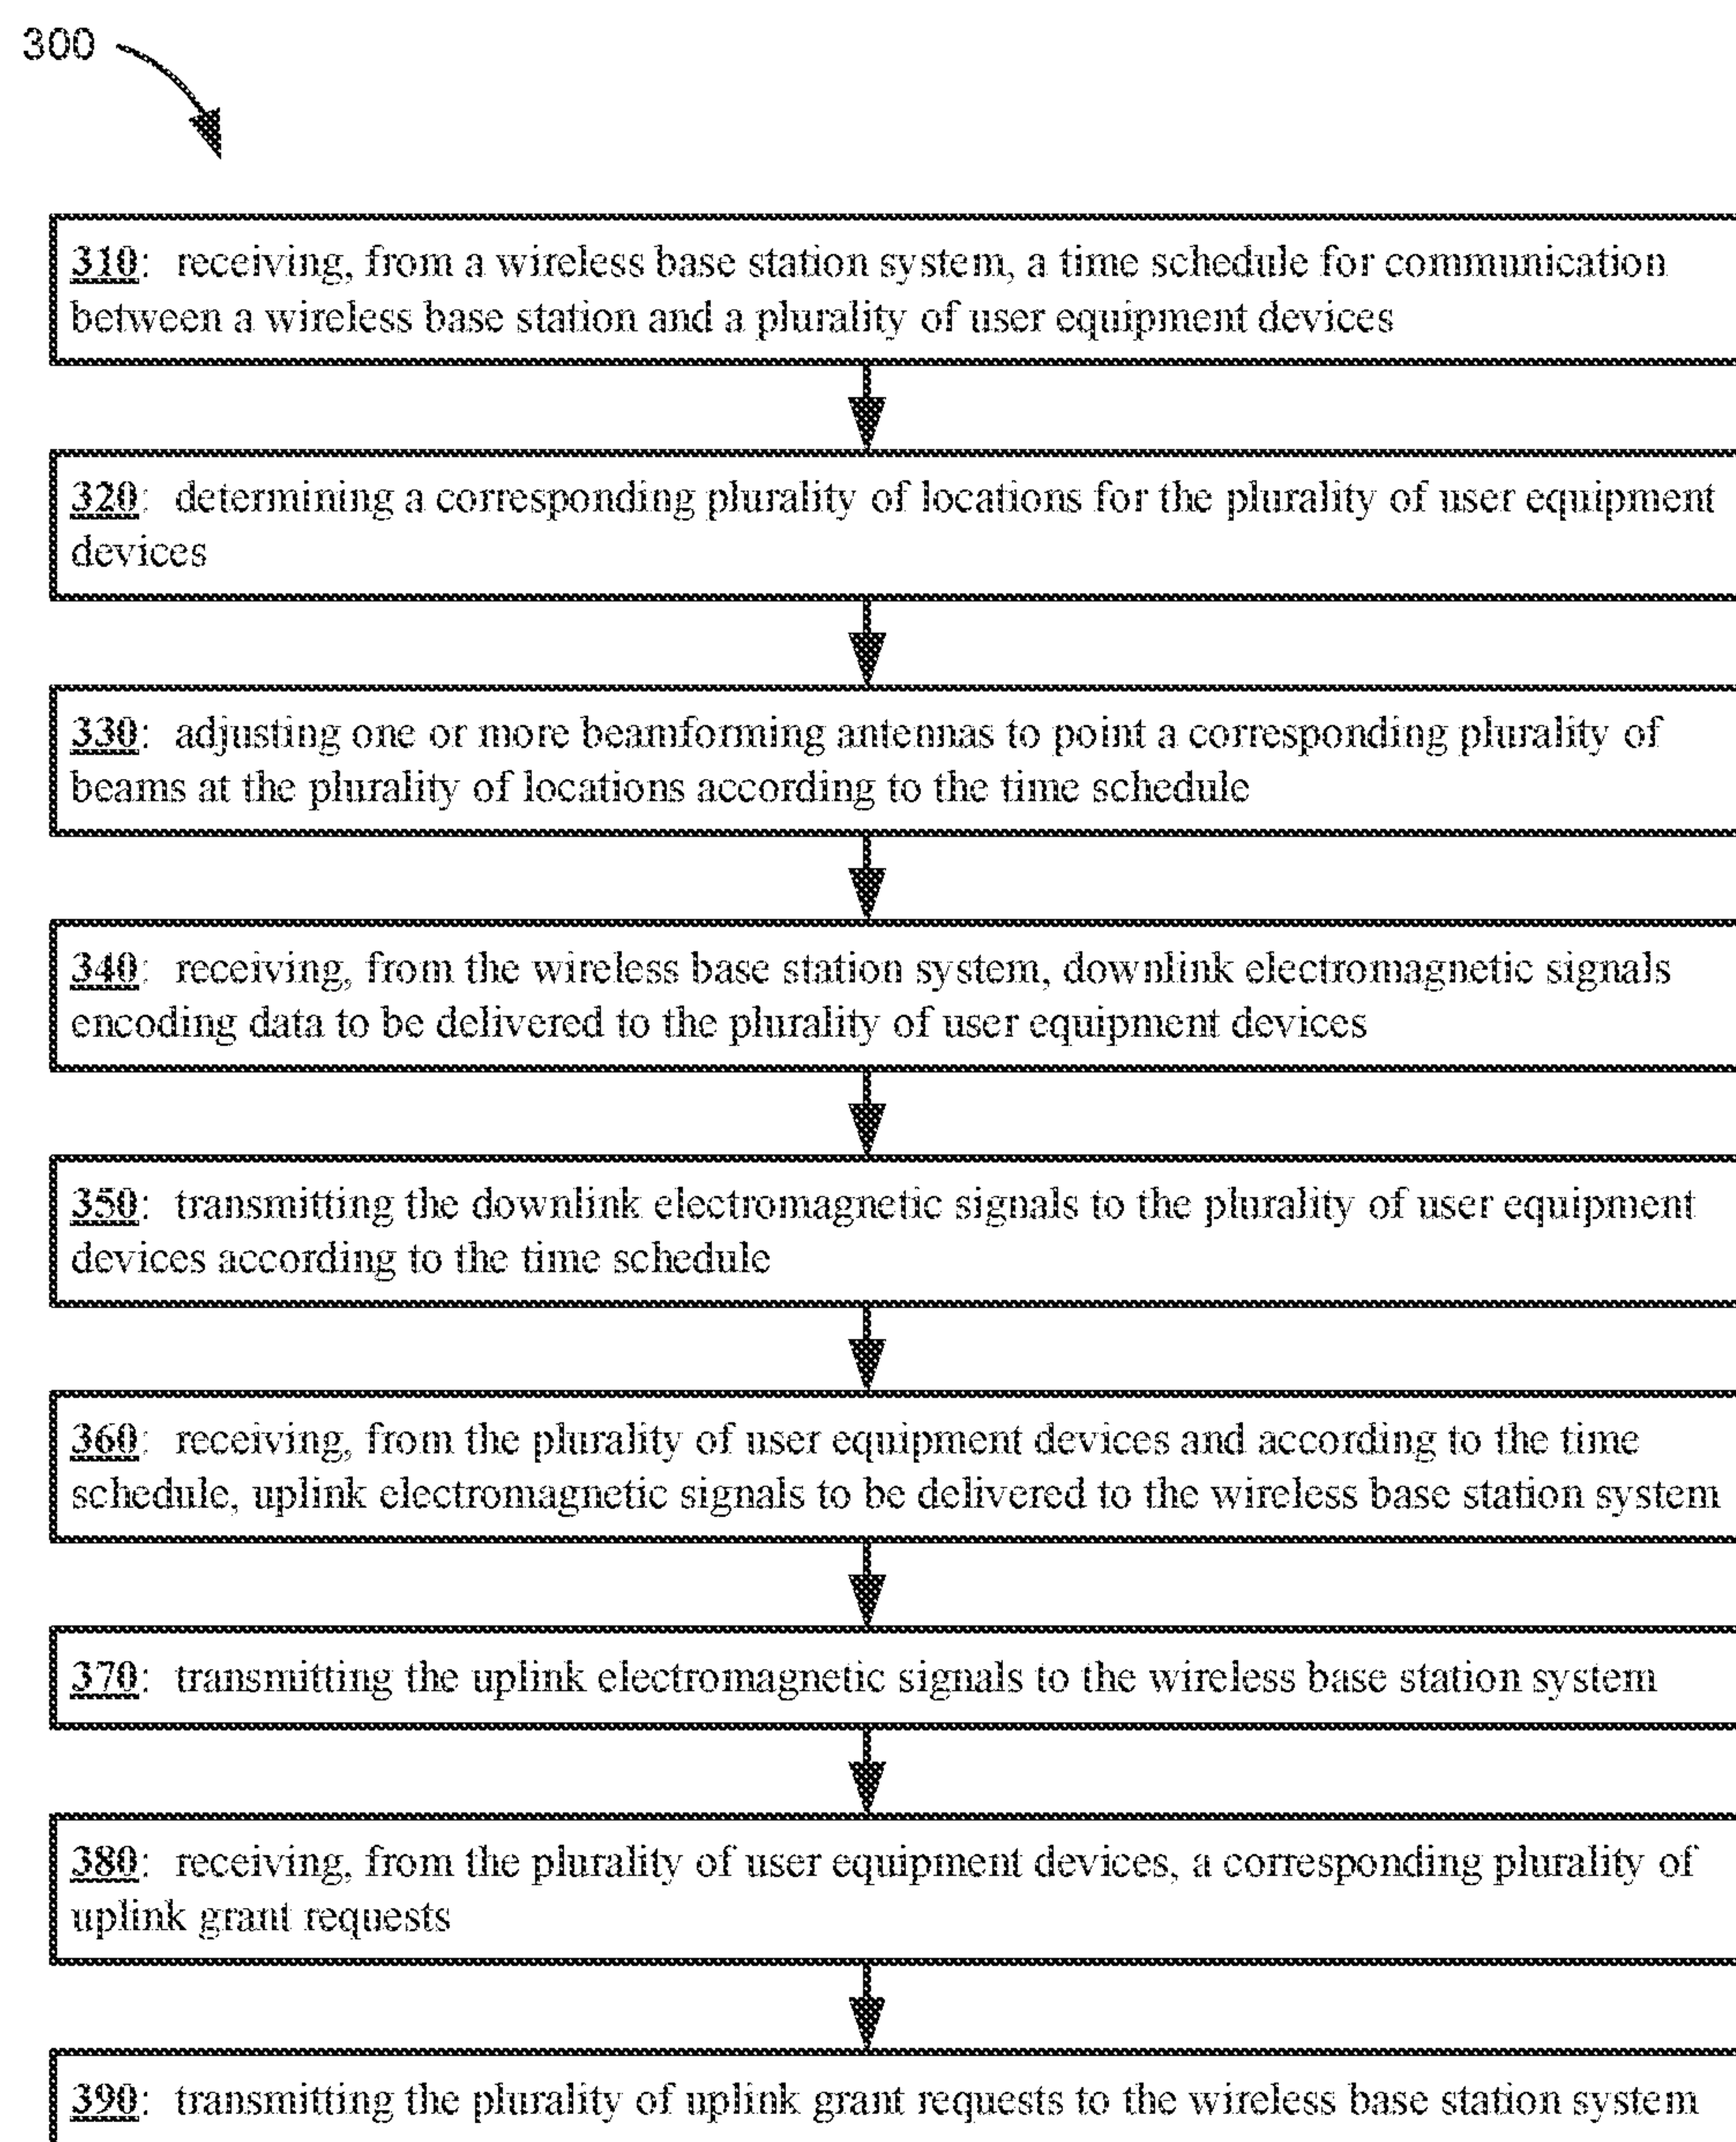 300
310: receiving, from a wireless base station system, a time schedule for communication
between a wireless base station and a plurality of user equipment devices
320: determining a corresponding plurality of locations for the plurality of user equipment
devices
330: adjusting one or more beamforming antennas to point a corresponding plurality of
beams at the plurality of locations according to the time schedule
340: receiving, from the wireless base station system, downlink electromagnetic signals
encoding data to be delivered to the plurality of user equipment devices
350: transmitting the downlink electromagnetic signals to the plurality of user equipment
devices according to the time schedule
360: receiving, from the plurality of user equipment devices and according to the time
schedule, uplink electromagnetic signals to be delivered to the wireless base station system
370: transmitting the uplink electromagnetic signals to the wireless base station system
380: receiving, from the plurality of user equipment devices, a corresponding plurality of
uplink grant requests
390: transmitting the plurality of uplink grant requests to the wireless base station system